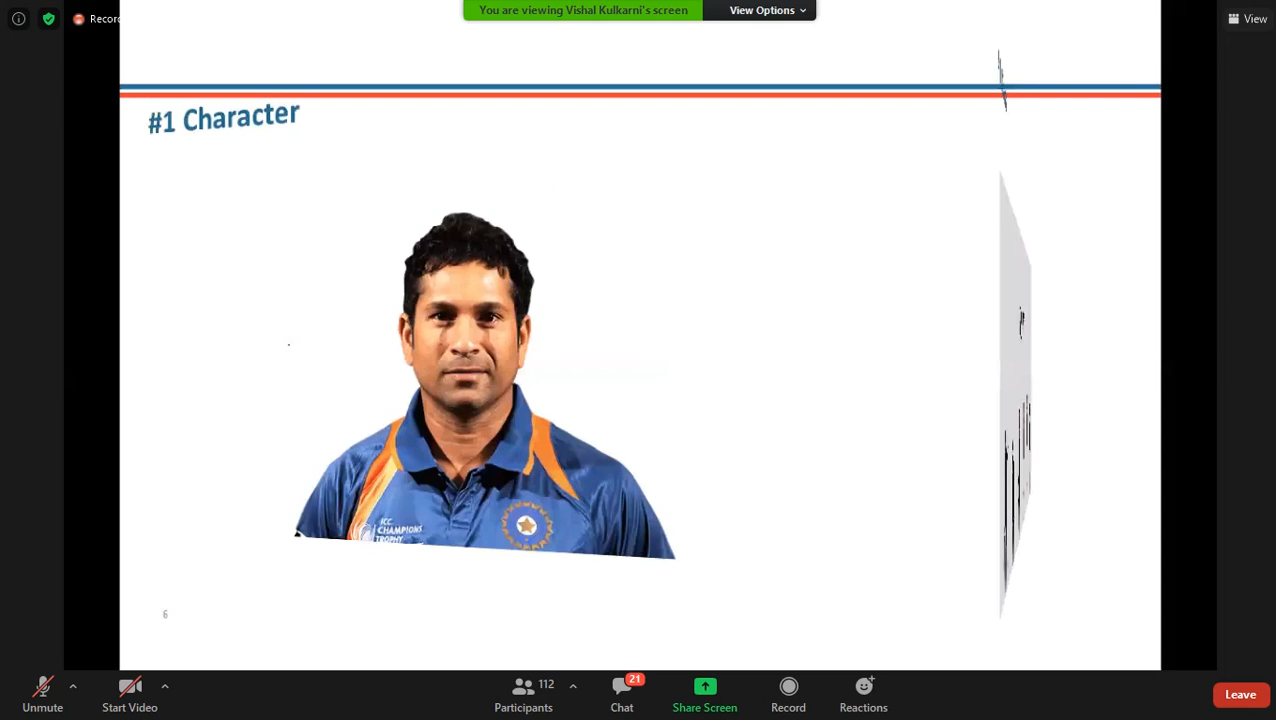 Recor
You are viewing Vishal Kulkarni's screen
View Options
View
#1 Character
ICC
CHAMPIONS
TROPHY
6
Unmute
Start Video
112
Participants
21
Chat
Share Screen
Record
Reactions
Leave